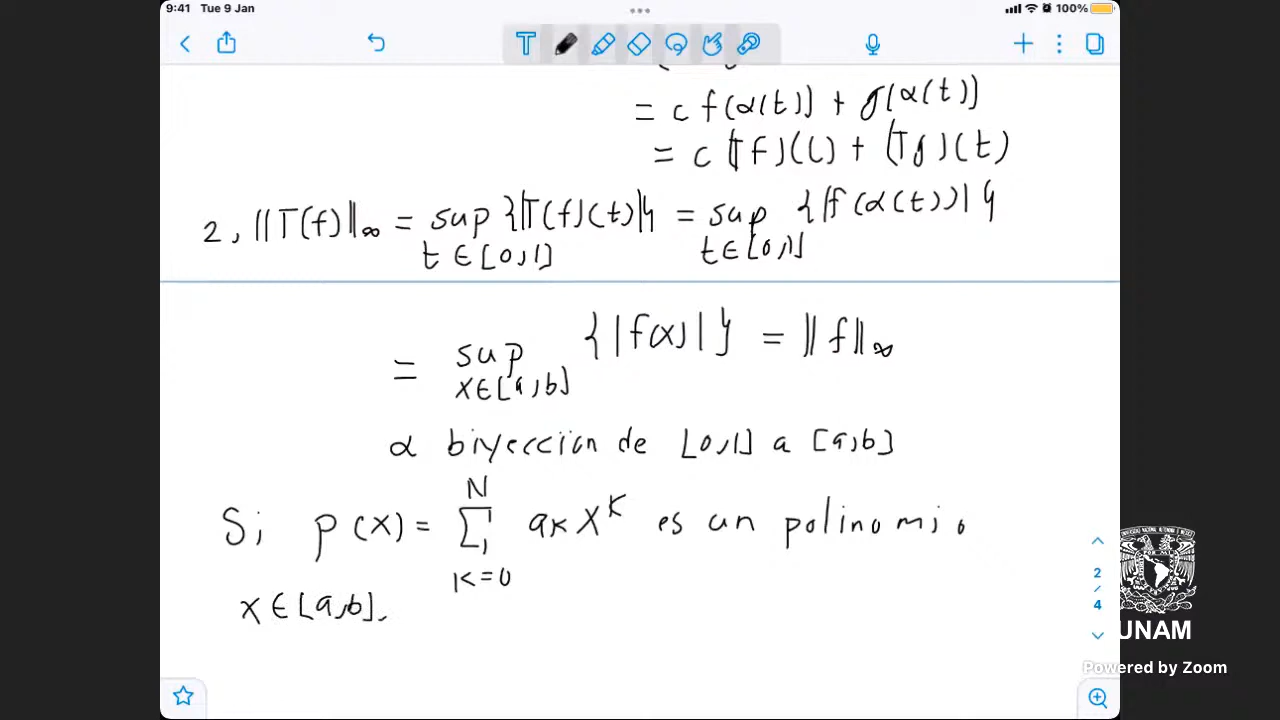 9:41 Tue 9 Jan 100%
= c f(α(t)) + g(α(t))
= c (Tf)(t) + (Tg)(t)
2, ||T(f)||∞ = sup {|T(f)(t)|} = sup {|f(α(t))|}
t ∈ [0,1] t ∈ [0,1]
= sup {|f(x)|} = ||f||∞
x∈[a,b]
α biyección de [0,1] a [a,b]
Si p(x) = ∑_{k=0}^{N} aₖ x^k es un polinomio
x ∈ [a,b],
2
/
4
UNAM
Powered by Zoom